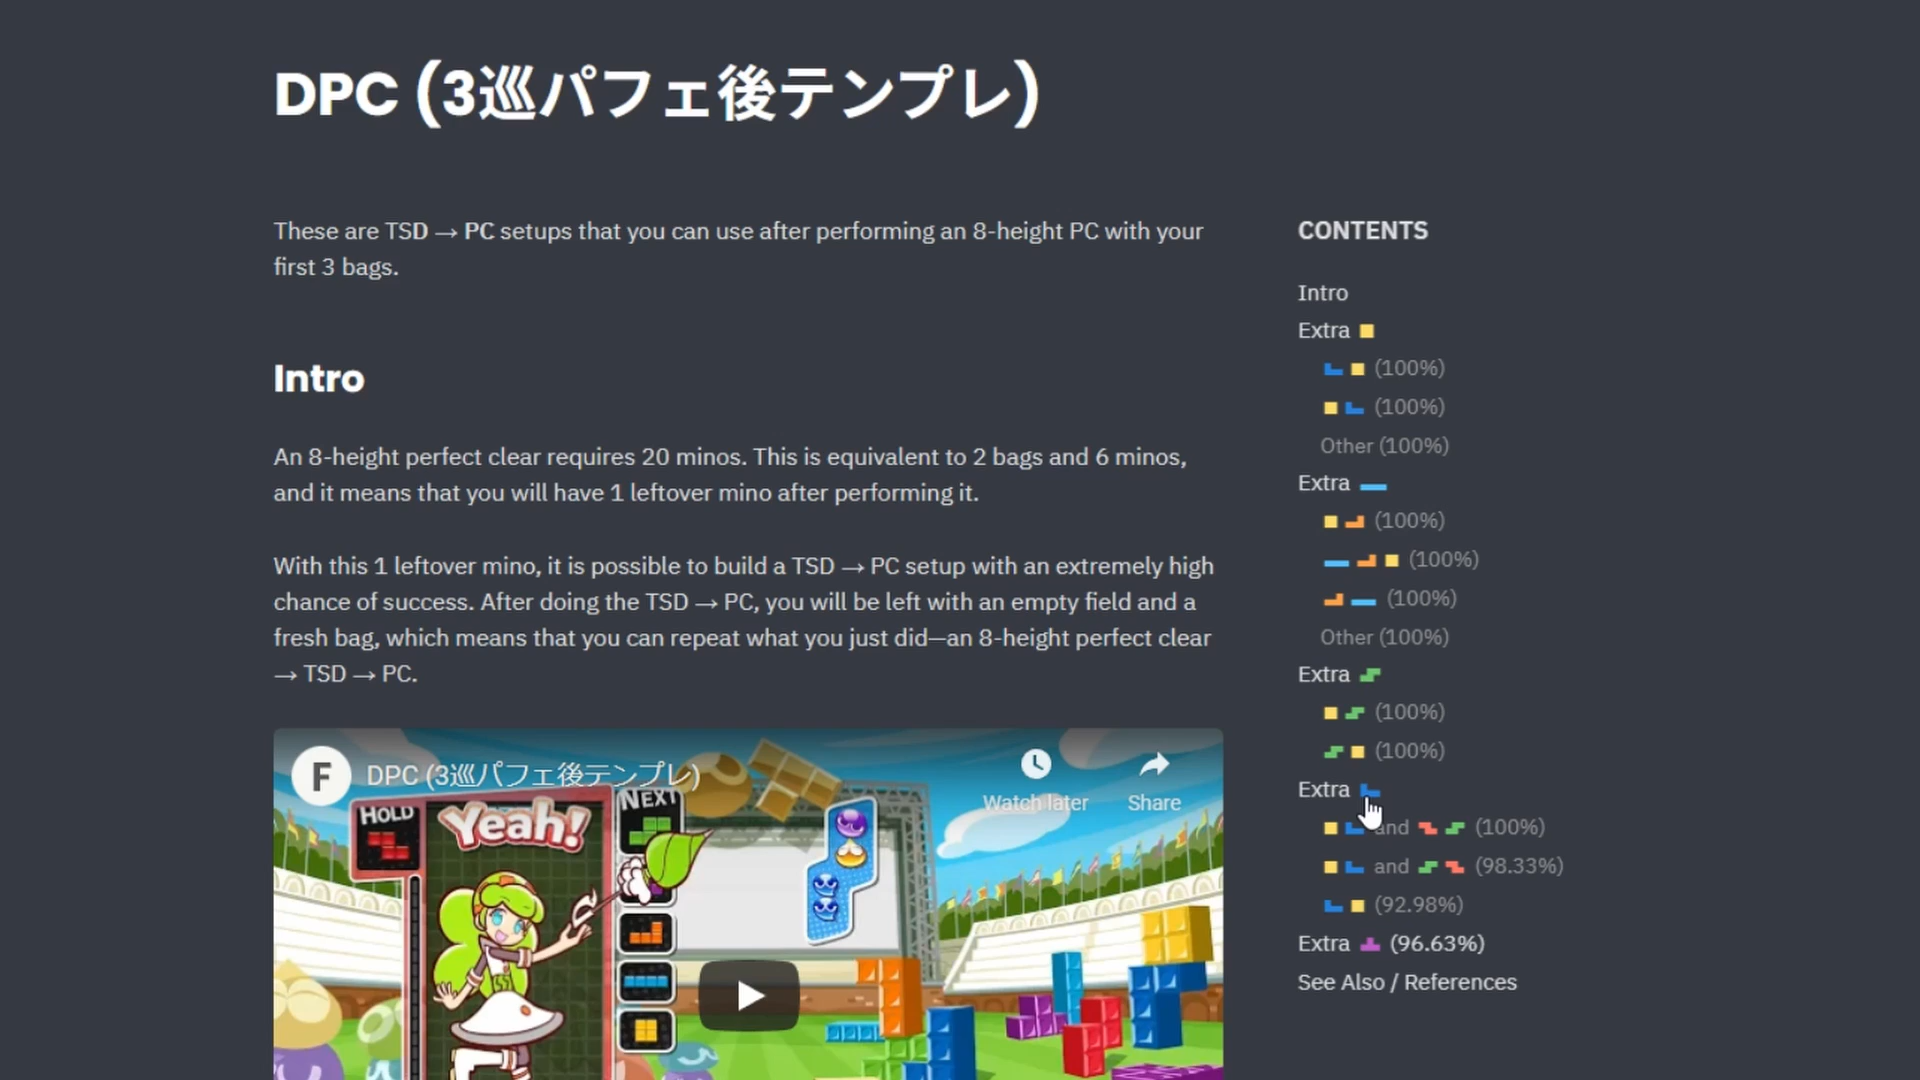 DPC (3巡パフェ後テンプレ)
These are TSD → PC setups that you can use after performing an 8-height PC with your
first 3 bags.
Intro
An 8-height perfect clear requires 20 minos. This is equivalent to 2 bags and 6 minos,
and it means that you will have 1 leftover mino after performing it.
With this 1 leftover mino, it is possible to build a TSD → PC setup with an extremely high
chance of success. After doing the TSD → PC, you will be left with an empty field and a
fresh bag, which means that you can repeat what you just did—an 8-height perfect clear
→ TSD → PC.
F DPC (3巡パフェ後テンプレ)
Watch later
Share
HOLD
Yeah!
NEXT
CONTENTS
Intro
Extra
(100%)
(100%)
Other (100%)
Extra
(100%)
(100%)
(100%)
Other (100%)
Extra
(100%)
(100%)
Extra
and (100%)
and (98.33%)
(92.98%)
Extra (96.63%)
See Also / References